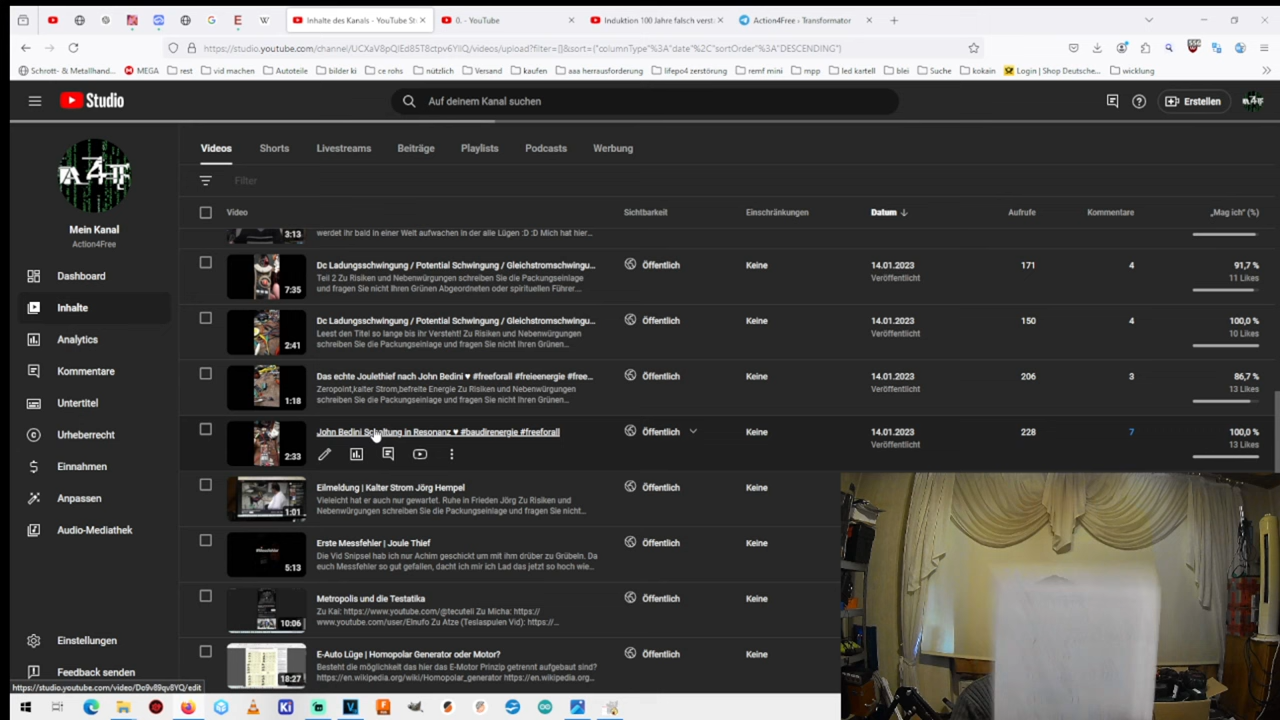 Inhalte des Kanals - YouTube St
0. - YouTube
Induktion 100 Jahre falsch verst
Action4Free › Transformator
https://studio.youtube.com/channel/UCXaV8pQlEd85T8ctpv6YIIQ/videos/upload?filter=[]&sort={"columnType"%3A"date"%2C"sortOrder"%3A"DESCENDING"}
Schrott- & Metallhand...
MEGA
rest
vid machen
Autoteile
bilder ki
ce rohs
nützlich
Versand
kaufen
aaa herrausforderung
lifepo4 zerstörung
remf mini
mpp
led kartell
blei
Suche
kokain
Login | Shop Deutsche...
wicklung
Studio
Auf deinem Kanal suchen
Erstellen
Videos Shorts Livestreams Beiträge Playlists Podcasts Werbung
Filter
Mein Kanal
Action4Free
Dashboard
Inhalte
Analytics
Kommentare
Untertitel
Urheberrecht
Einnahmen
Anpassen
Audio-Mediathek
Einstellungen
Feedback senden
Video Sichtbarkeit Einschränkungen Datum Aufrufe Kommentare „Mag ich" (%)
3:13 werdet ihr bald in einer Welt aufwachen in der alle Lügen :D :D Mich hat hier...
Dc Ladungsschwingung / Potential Schwingung / Gleichstromschwingu... Öffentlich Keine 14.01.2023 171 4 91,7 %
Teil 2 Zu Risiken und Nebenwürgungen schreiben Sie die Packungseinlage Veröffentlicht 11 Likes
7:35 und fragen sie nicht Ihren Grünen Abgeordneten oder spirituellen Führer...
Dc Ladungsschwingung / Potential Schwingung / Gleichstromschwingu... Öffentlich Keine 14.01.2023 150 4 100,0 %
Leest den Titel so lange bis ihr Versteht! Zu Risiken und Nebenwürgungen Veröffentlicht 10 Likes
2:41 schreiben Sie die Packungseinlage und fragen Sie nicht Ihren Grünen...
Das echte Joulethief nach John Bedini ♥ #freeforall #freieenergie #free... Öffentlich Keine 14.01.2023 206 3 86,7 %
Zeropoint,kalter Strom,befreite Energie Zu Risiken und Nebenwürgungen Veröffentlicht 13 Likes
1:18 schreiben Sie die Packungseinlage und fragen Sie nicht Ihren Grünen...
John Bedini Schaltung in Resonanz ♥ #baudirenergie #freeforall Öffentlich Keine 14.01.2023 228 7 100,0 %
Veröffentlicht 13 Likes
2:33
Eilmeldung | Kalter Strom Jörg Hempel Öffentlich Keine
Vieleicht hat er auch nur gewartet. Ruhe in Frieden Jörg Zu Risiken und
1:01 Nebenwürgungen schreiben Sie die Packungseinlage und fragen Sie nicht...
Erste Messfehler | Joule Thief Öffentlich Keine
Die Vid Snipsel hab ich nur Achim geschickt um mit ihm drüber zu Grübeln. Da
5:13 euch Messfehler so gut gefallen, dacht ich mir ich Lad das jetzt so hoch wie...
Metropolis und die Testatika Öffentlich Keine
Zu Kai: https://www.youtube.com/@tecuteli Zu Micha: https://
10:06 www.youtube.com/user/Elnufo Zu Atze (Teslaspulen Vid): https://...
E-Auto Lüge | Homopolar Generator oder Motor? Öffentlich Keine
Besteht die möglichkeit das hier das E-Motor Prinzip getrennt aufgebaut sind?
18:27 https://en.wikipedia.org/wiki/Homopolar_generator https://en.wikipedia.org...
https://studio.youtube.com/video/Do9v89qv8YQ/edit